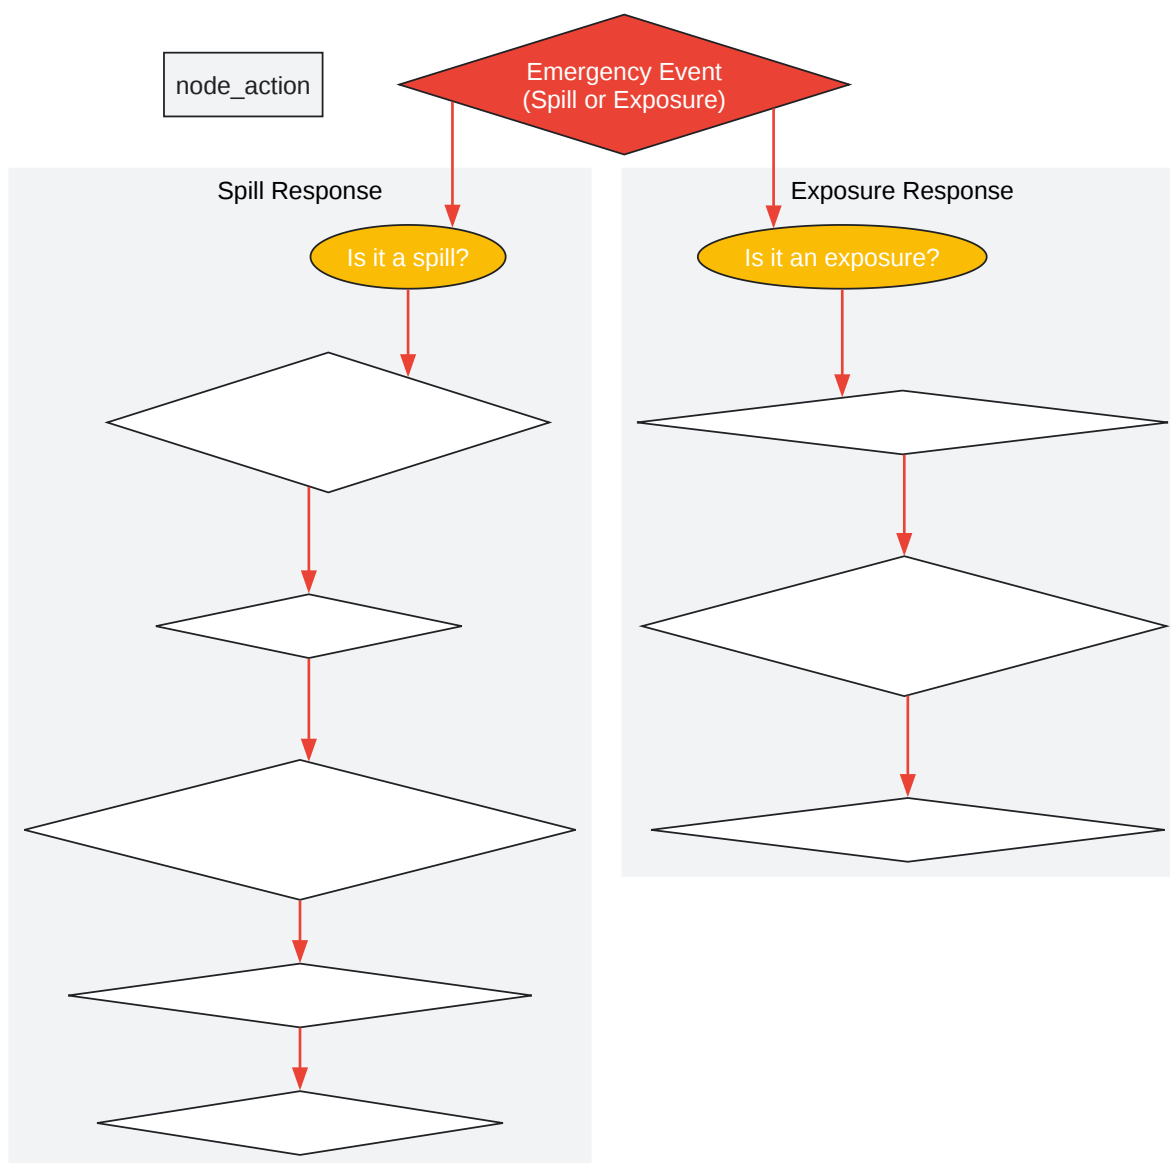 node_action
Emergency Event
(Spill or Exposure)
Spill Response
Exposure Response
Is it a spill?
Is it an exposure?